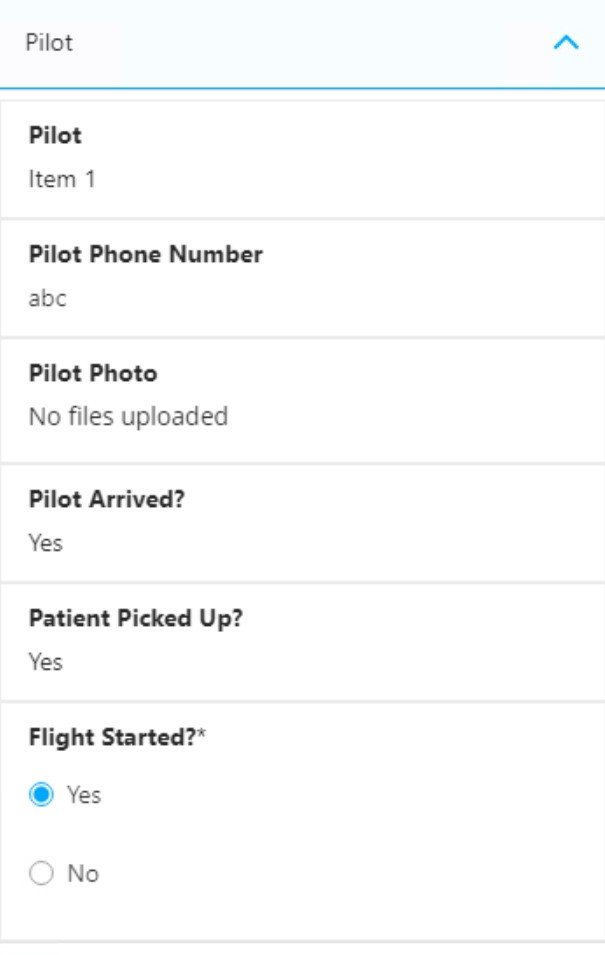 Pilot
Pilot
Item 1
Pilot Phone Number
abc
Pilot Photo
No files uploaded
Pilot Arrived?
Yes
Patient Picked Up?
Yes
Flight Started?*
Yes
No